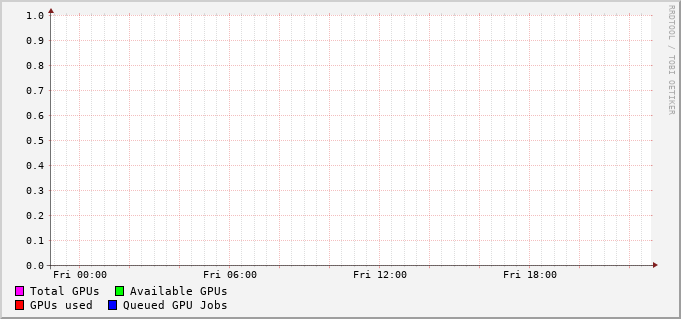 RRDTOOL / TOBI OETIKER
1.0
0.9
0.8
0.7
0.6
0.5
0.4
0.3
0.2
0.1
0.0
Fri 00:00 Fri 06:00 Fri 12:00 Fri 18:00
Total GPUs Available GPUs
GPUs used Queued GPU Jobs